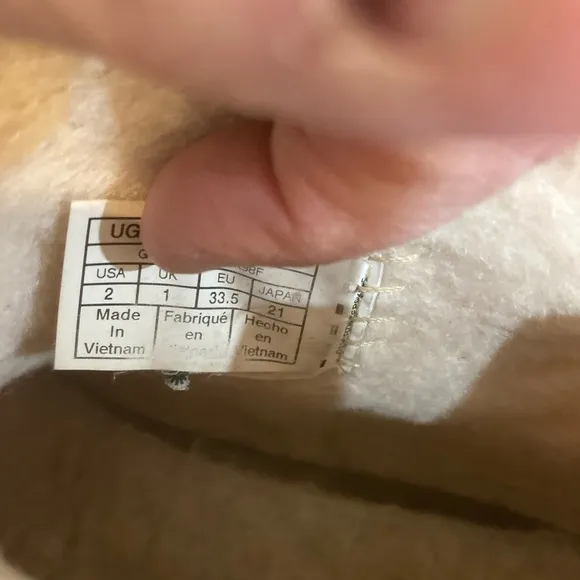 UG
G
USA UK EU JAPAN
2 1 33.5 21
Made Fabriqué Hecho
In en en
Vietnam Vietnam